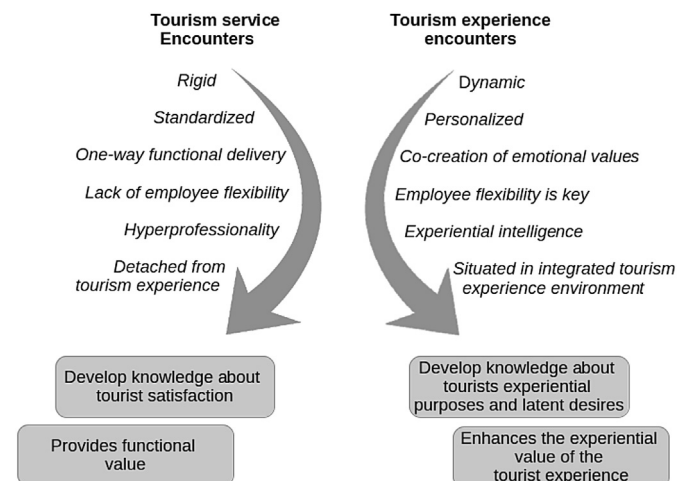 Tourism service
Encounters
Rigid
Standardized
One-way functional delivery
Lack of employee flexibility
Hyperprofessionality
Detached from
tourism experience
Develop knowledge about
tourist satisfaction
Provides functional
value
Tourism experience
encounters
Dynamic
Personalized
Co-creation of emotional values
Employee flexibility is key
Experiential intelligence
Situated in integrated tourism
experience environment
Develop knowledge about
tourists experiential
purposes and latent desires
Enhances the experiential
value of the
tourist experience